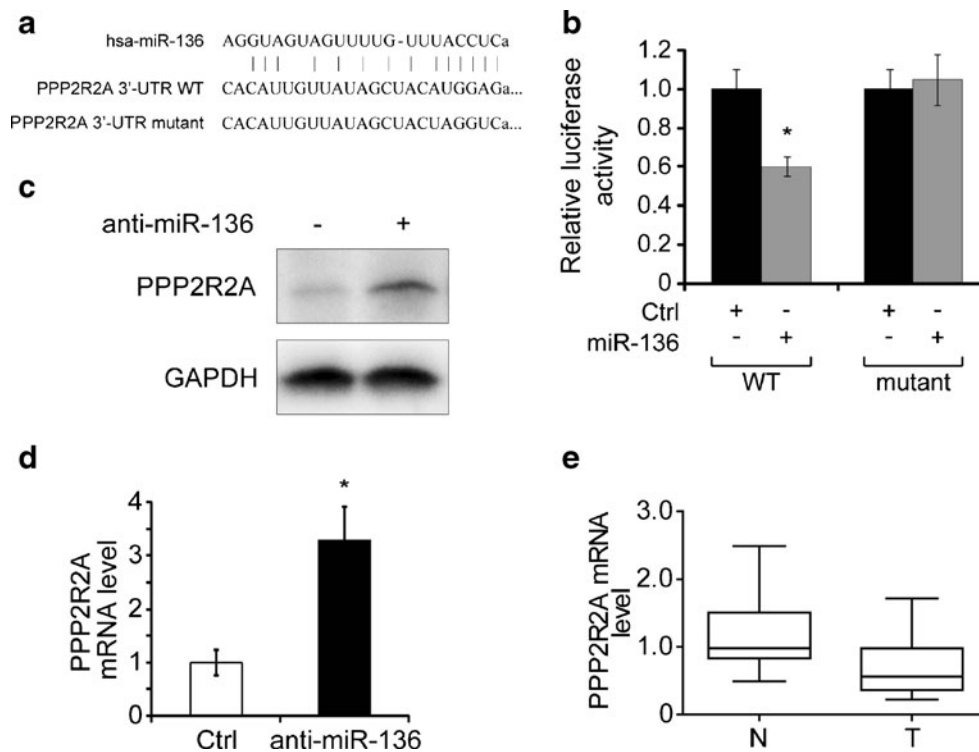 a
hsa-miR-136 AGGUAGUAGUUUUG-UUUACCUCa
PPP2R2A 3'-UTR WT CACAUUGUUAUAGCUACAUGGAGa...
PPP2R2A 3'-UTR mutant CACAUUGUUAUAGCUACUAGGUCa...
b
Relative luciferase activity
1.2
1.0
0.8
0.6
0.4
0.2
0
*
Ctrl + - + -
miR-136 - + - +
WT mutant
c
anti-miR-136 - +
PPP2R2A
GAPDH
d
PPP2R2A
mRNA level
4
3
2
1
0
*
Ctrl anti-miR-136
e
PPP2R2A mRNA
level
3.0
2.0
1.0
0
N T